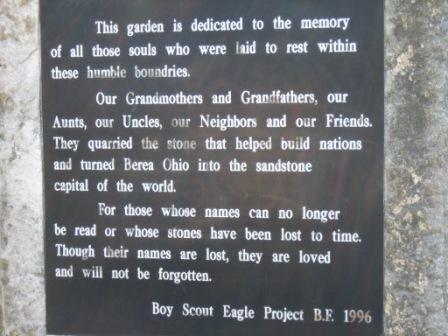 This garden is dedicated to the memory
of all those souls who were laid to rest within
these humble boundries.
Our Grandmothers and Grandfathers, our
Aunts, our Uncles, our Neighbors and our Friends.
They quarried the stone that helped build nations
and turned Berea Ohio into the sandstone
capital of the world.
For those whose names can no longer
be read or whose stones have been lost to time.
Though their names are lost, they are loved
and will not be forgotten.
Boy Scout Eagle Project B.F. 1996